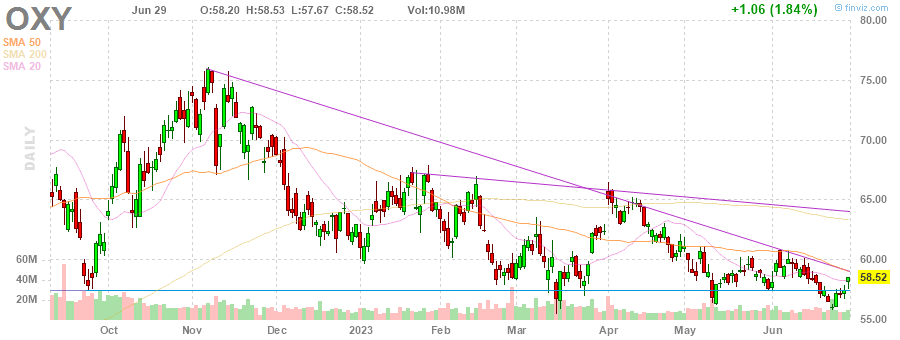 OXY Jun 29 O:58.20 H:58.53 L:57.67 C:58.52 Vol:10.98M +1.06 (1.84%) © finviz.com
SMA 50
SMA 200
SMA 20
DAILY
80.00
75.00
70.00
65.00
60.00
58.52
55.00
60M
40M
20M
Oct Nov Dec 2023 Feb Mar Apr May Jun